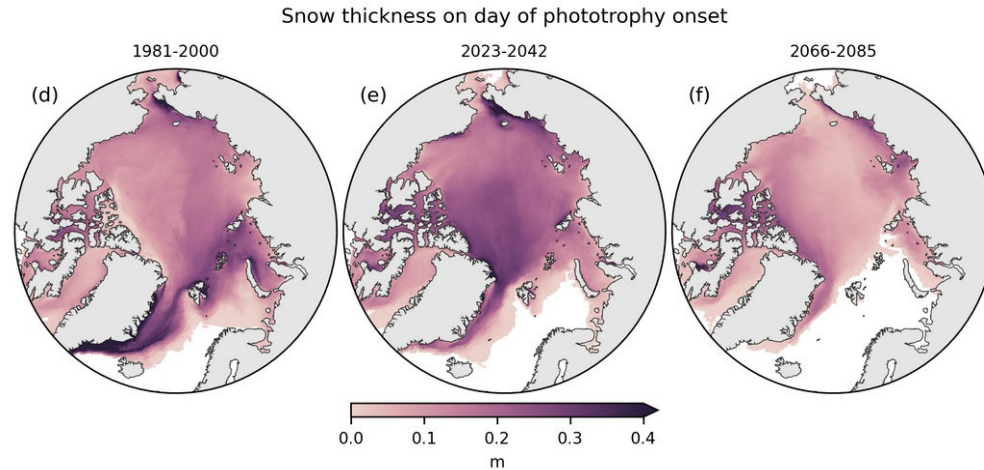 Snow thickness on day of phototrophy onset
1981-2000
2023-2042
2066-2085
(d)
(e)
(f)
0.0 0.1 0.2 0.3 0.4
m